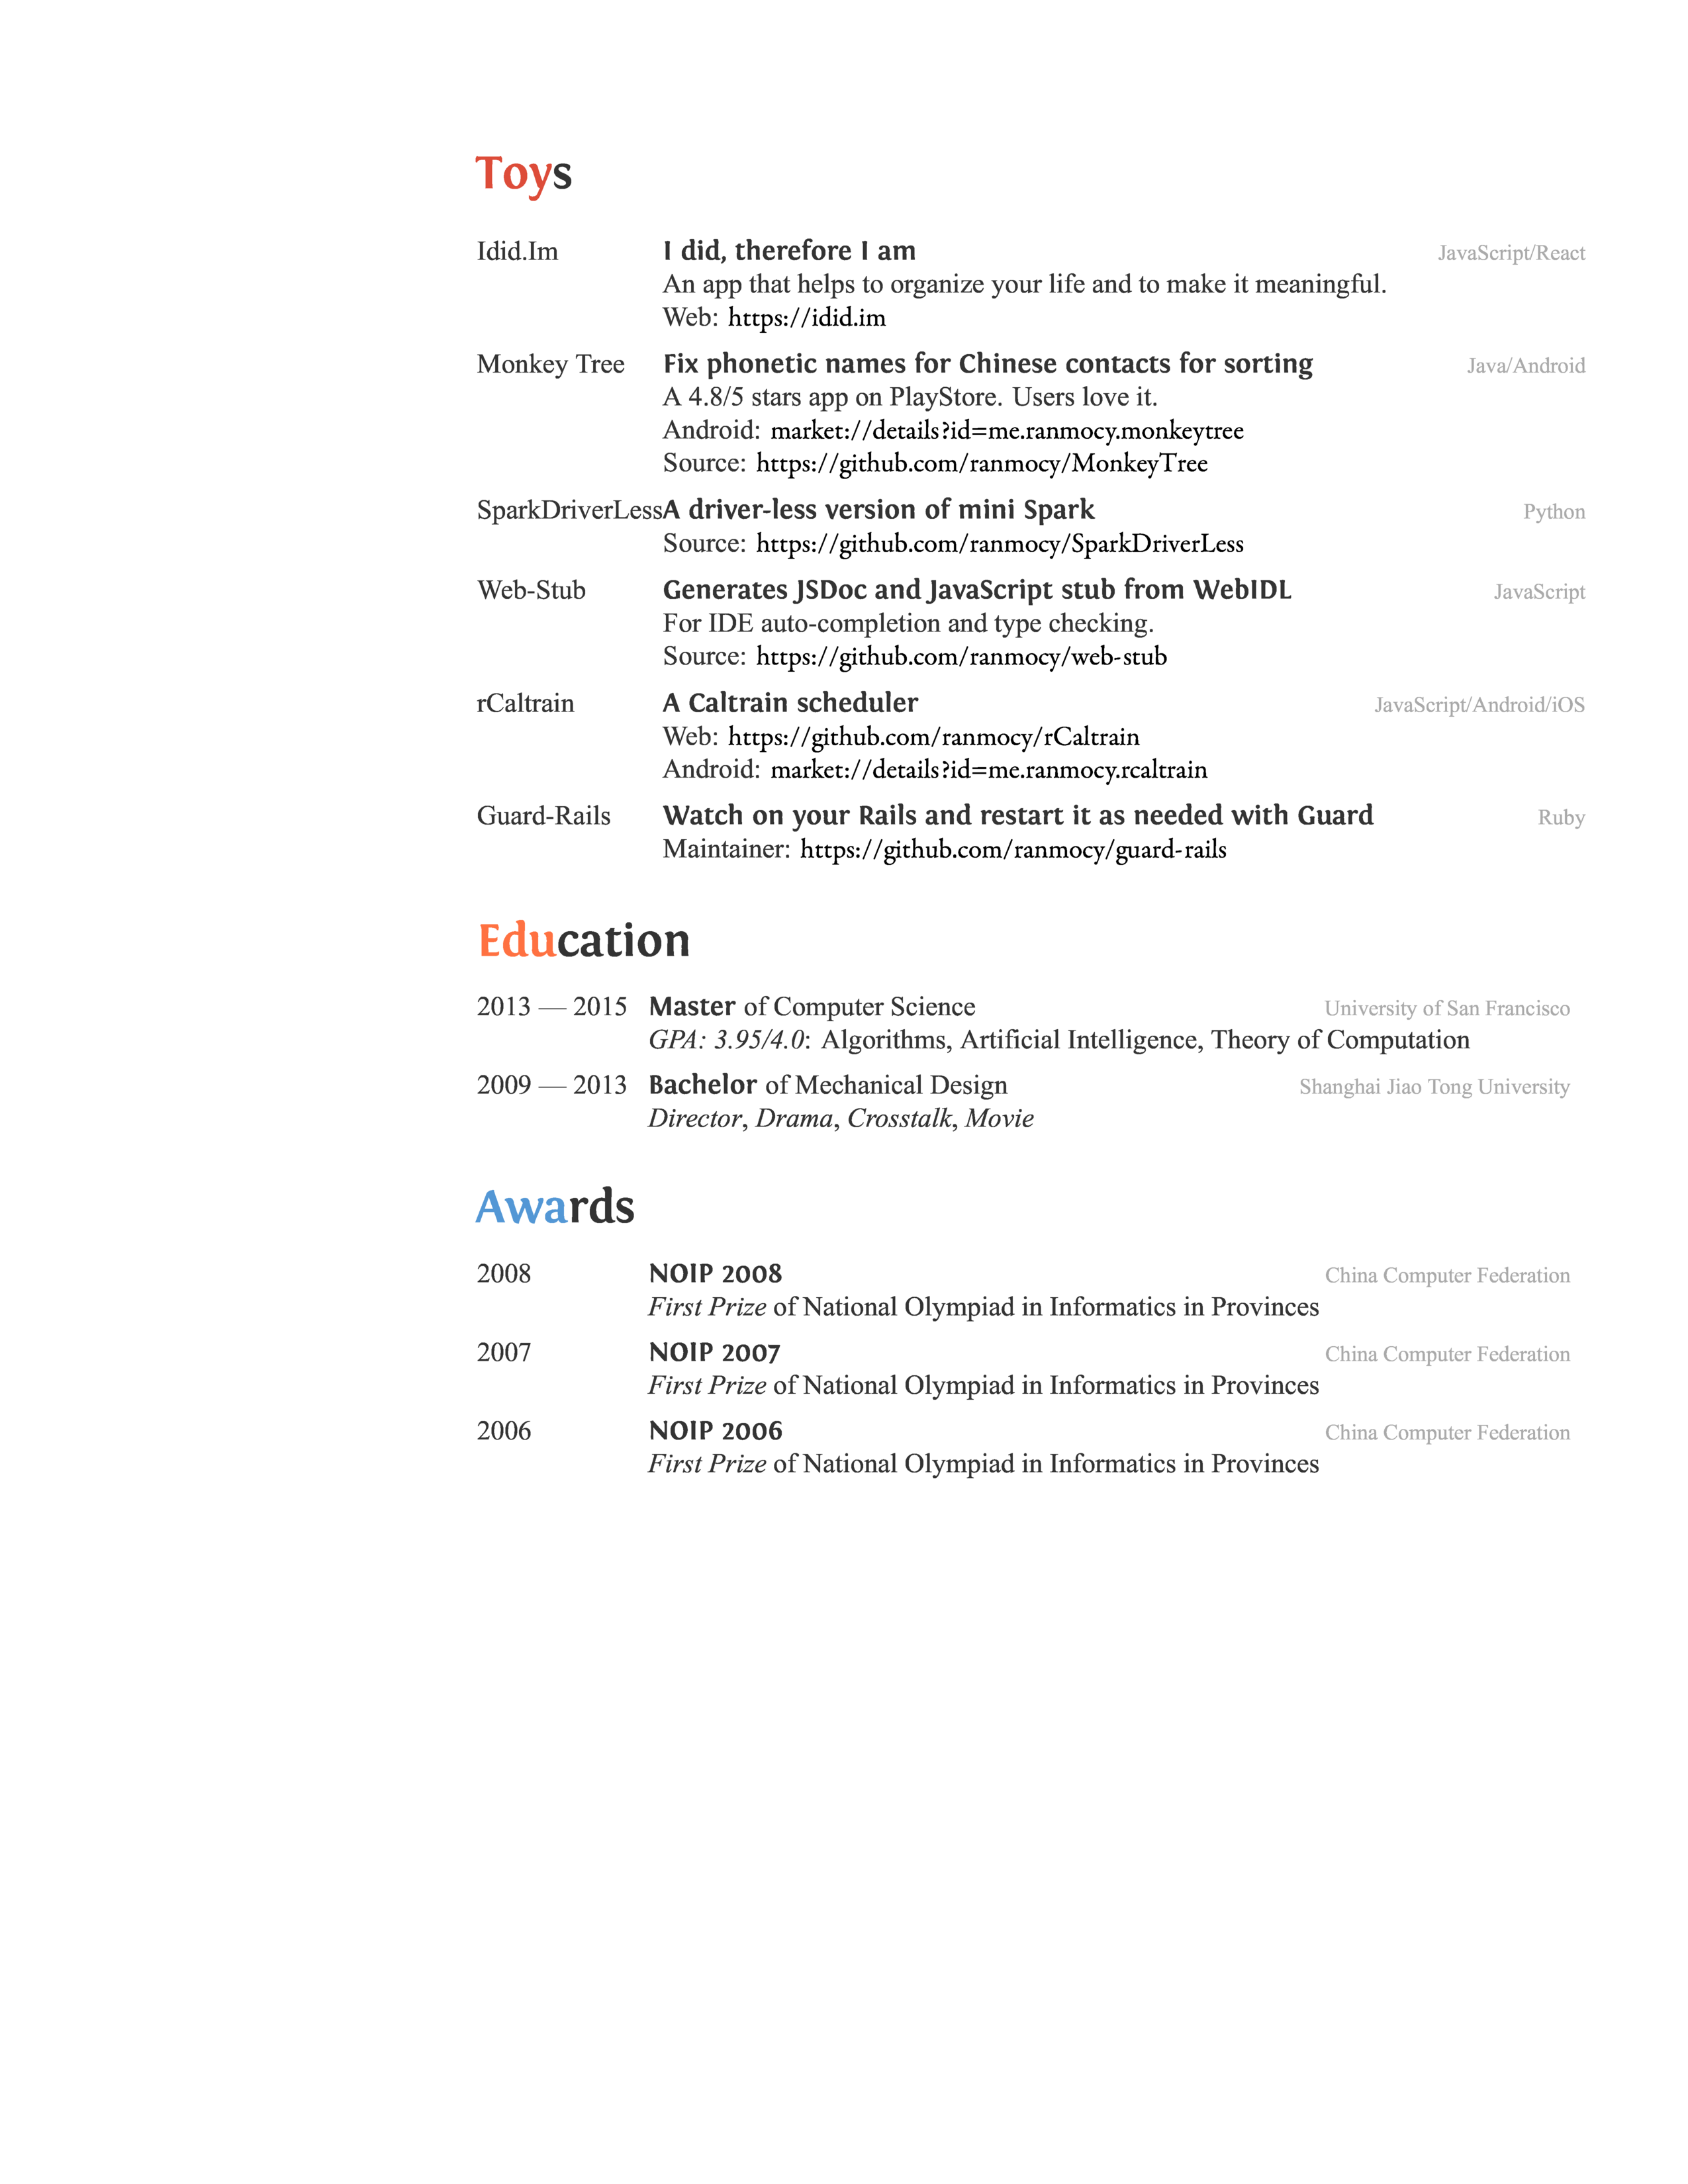 Toys
Idid.Im I did, therefore I am JavaScript/React
An app that helps to organize your life and to make it meaningful.
Web: https://idid.im
Monkey Tree Fix phonetic names for Chinese contacts for sorting Java/Android
A 4.8/5 stars app on PlayStore. Users love it.
Android: market://details?id=me.ranmocy.monkeytree
Source: https://github.com/ranmocy/MonkeyTree
SparkDriverLess A driver-less version of mini Spark Python
Source: https://github.com/ranmocy/SparkDriverLess
Web-Stub Generates JSDoc and JavaScript stub from WebIDL JavaScript
For IDE auto-completion and type checking.
Source: https://github.com/ranmocy/web-stub
rCaltrain A Caltrain scheduler JavaScript/Android/iOS
Web: https://github.com/ranmocy/rCaltrain
Android: market://details?id=me.ranmocy.rcaltrain
Guard-Rails Watch on your Rails and restart it as needed with Guard Ruby
Maintainer: https://github.com/ranmocy/guard-rails
Education
2013 — 2015 Master of Computer Science University of San Francisco
GPA: 3.95/4.0: Algorithms, Artificial Intelligence, Theory of Computation
2009 — 2013 Bachelor of Mechanical Design Shanghai Jiao Tong University
Director, Drama, Crosstalk, Movie
Awards
2008 NOIP 2008 China Computer Federation
First Prize of National Olympiad in Informatics in Provinces
2007 NOIP 2007 China Computer Federation
First Prize of National Olympiad in Informatics in Provinces
2006 NOIP 2006 China Computer Federation
First Prize of National Olympiad in Informatics in Provinces